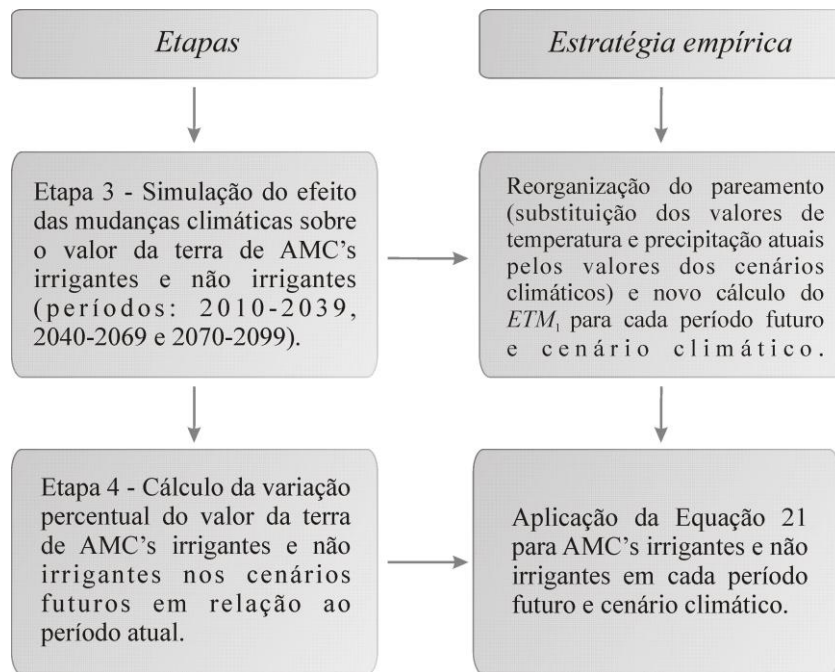 Etapas
Estratégia empírica
Etapa 3 - Simulação do efeito
das mudanças climáticas sobre
o valor da terra de AMC's
irrigantes e não irrigantes
(períodos: 2010-2039,
2040-2069 e 2070-2099).
Reorganização do pareamento
(substituição dos valores de
temperatura e precipitação atuais
pelos valores dos cenários
climáticos) e novo cálculo do
ETM₁ para cada período futuro
e cenário climático.
Etapa 4 - Cálculo da variação
percentual do valor da terra
de AMC's irrigantes e não
irrigantes nos cenários
futuros em relação ao
período atual.
Aplicação da Equação 21
para AMC's irrigantes e não
irrigantes em cada período
futuro e cenário climático.